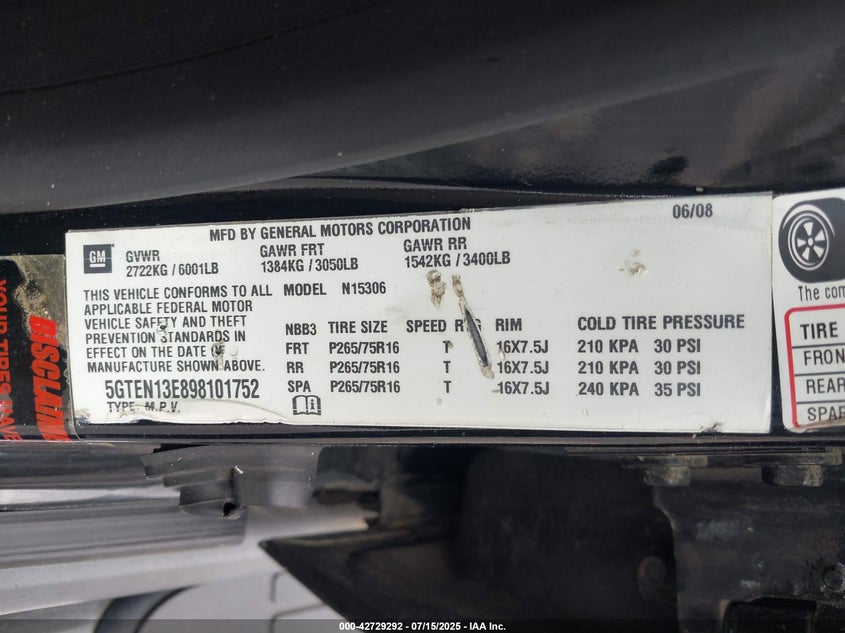 MFD BY GENERAL MOTORS CORPORATION
06/08
GM
GVWR GAWR FRT GAWR RR
2722KG / 6001LB 1384KG / 3050LB 1542KG / 3400LB
THIS VEHICLE CONFORMS TO ALL MODEL N15306
APPLICABLE FEDERAL MOTOR
VEHICLE SAFETY AND THEFT
PREVENTION STANDARDS IN
EFFECT ON THE DATE OF
MANUFACTURE SHOWN ABOVE.
5GTEN13E898101752
TYPE: M.P.V.
NBB3 TIRE SIZE SPEED RTG RIM COLD TIRE PRESSURE
FRT P265/75R16 T 16X7.5J 210 KPA 30 PSI
RR P265/75R16 T 16X7.5J 210 KPA 30 PSI
SPA P265/75R16 T 16X7.5J 240 KPA 35 PSI
The com
TIRE
FRON
REAR
SPAR
YOUR TIRES
000-42729292 - 07/15/2025 - IAA Inc.